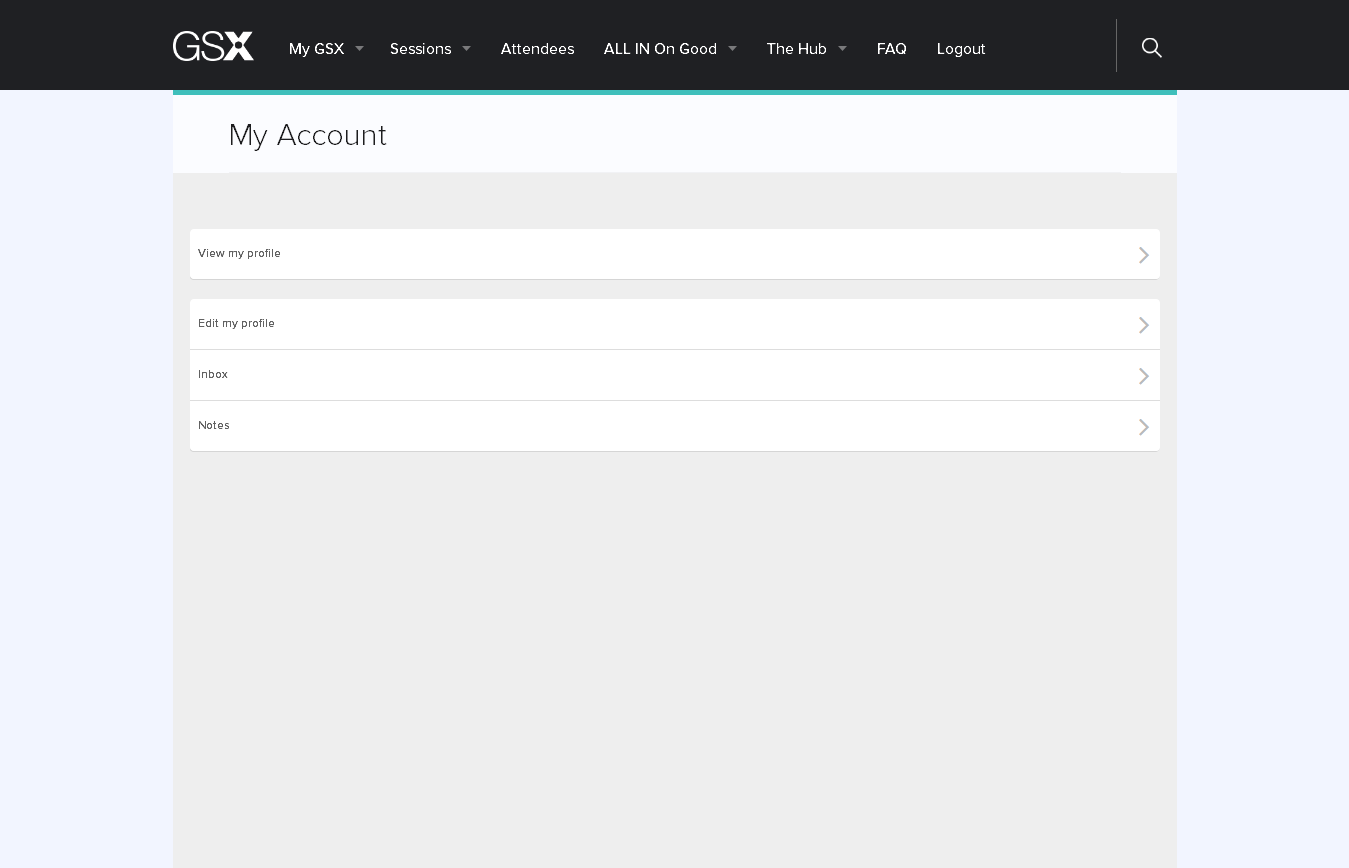 GSX My GSX Sessions Attendees ALL IN On Good The Hub FAQ Logout
My Account
View my profile
Edit my profile
Inbox
Notes